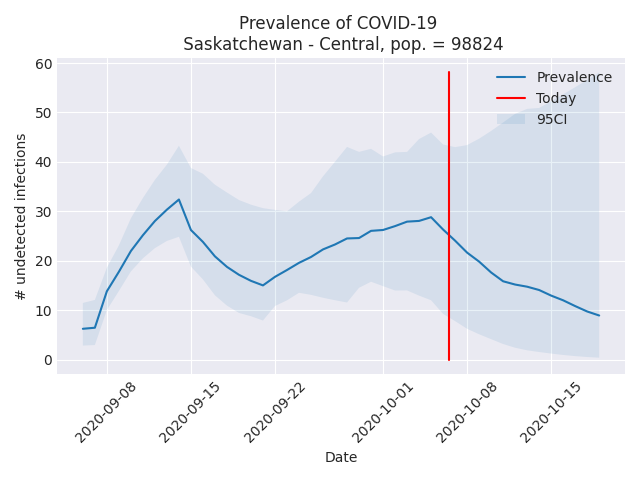 Prevalence of COVID-19
Saskatchewan - Central, pop. = 98824
# undetected infections
60
50
40
30
20
10
0
Prevalence
Today
95CI
2020-09-08
2020-09-15
2020-09-22
2020-10-01
2020-10-08
2020-10-15
Date